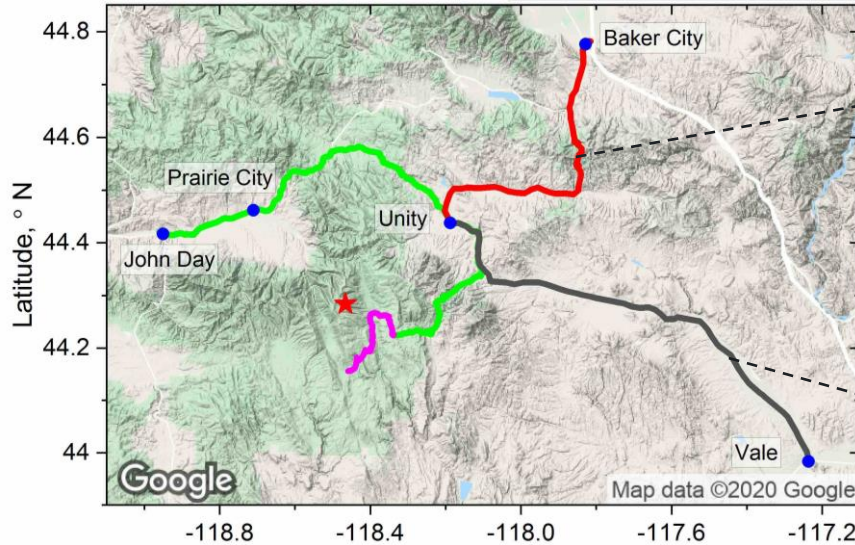 44.8
44.6
44.4
44.2
44
Latitude, ° N
Baker City
Prairie City
Unity
John Day
Vale
Google
Map data ©2020 Google
-118.8
-118.4
-118.0
-117.6
-117.2